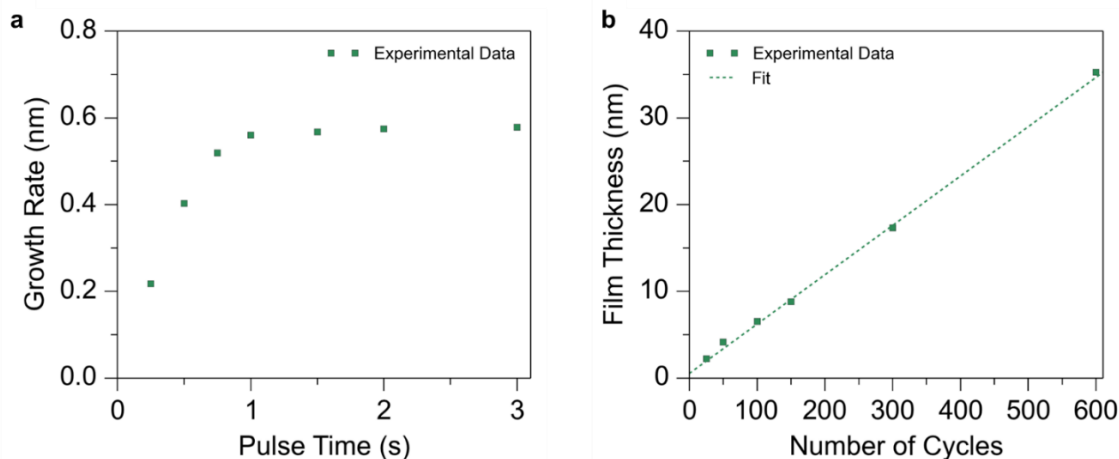 a
0.8
0.6
0.4
0.2
0.0
Growth Rate (nm)
Experimental Data
0 1 2 3
Pulse Time (s)
b
40
30
20
10
0
Film Thickness (nm)
Experimental Data
Fit
0 100 200 300 400 500 600
Number of Cycles